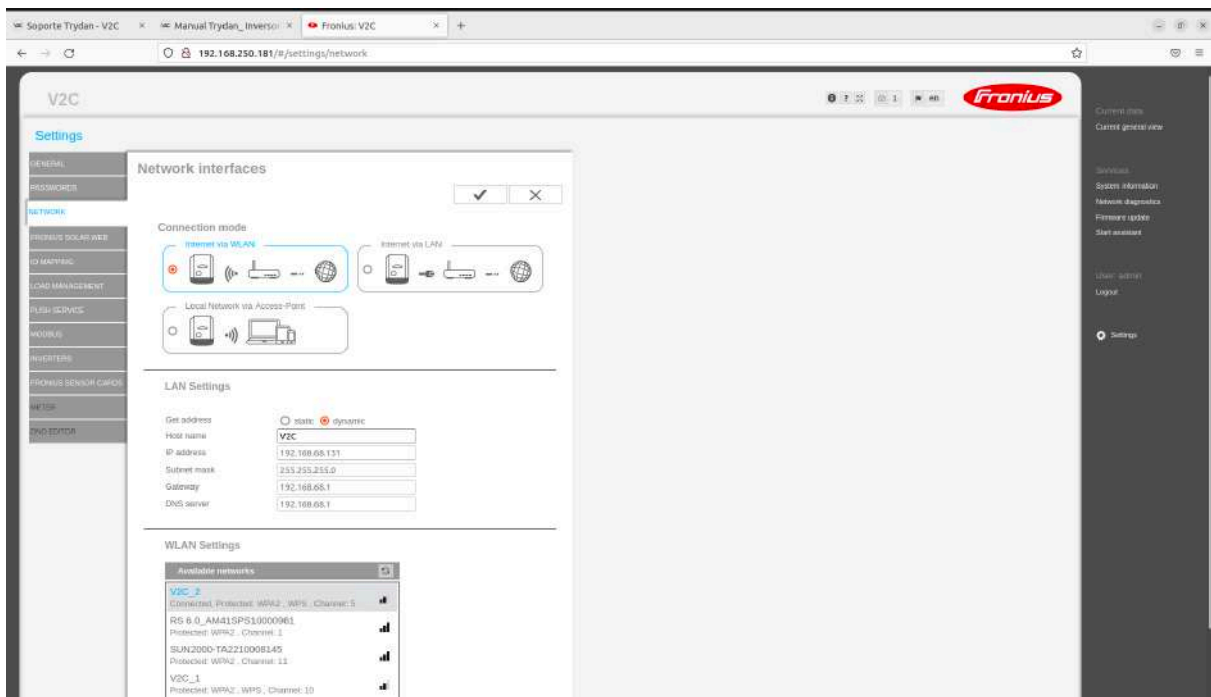 Soporte Trydan - V2C
Manual Trydan_Inversor
Fronius: V2C
192.168.250.181/#/settings/network
V2C
1
en
Fronius
Settings
GENERAL
PASSWORDS
NETWORK
FRONIUS SOLAR.WEB
IO MAPPING
LOAD MANAGEMENT
PUSH SERVICE
MODBUS
INVERTERS
FRONIUS SENSOR CARDS
METER
DNO EDITOR
Network interfaces
Connection mode
Internet via WLAN
Internet via LAN
Local Network via Access-Point
LAN Settings
Get address static dynamic
Host name V2C
IP address 192.168.68.131
Subnet mask 255.255.255.0
Gateway 192.168.68.1
DNS server 192.168.68.1
WLAN Settings
Available networks
V2C_2
Connected, Protected: WPA2 , WPS , Channel: 5
RS 6.0_AM41SPS10000961
Protected: WPA2 , Channel: 1
SUN2000-TA2210008145
Protected: WPA2 , Channel: 11
V2C_1
Protected: WPA2 , WPS , Channel: 10
Current data
Current general view
Services
System information
Network diagnostics
Firmware update
Start assistant
User: admin
Logout
Settings